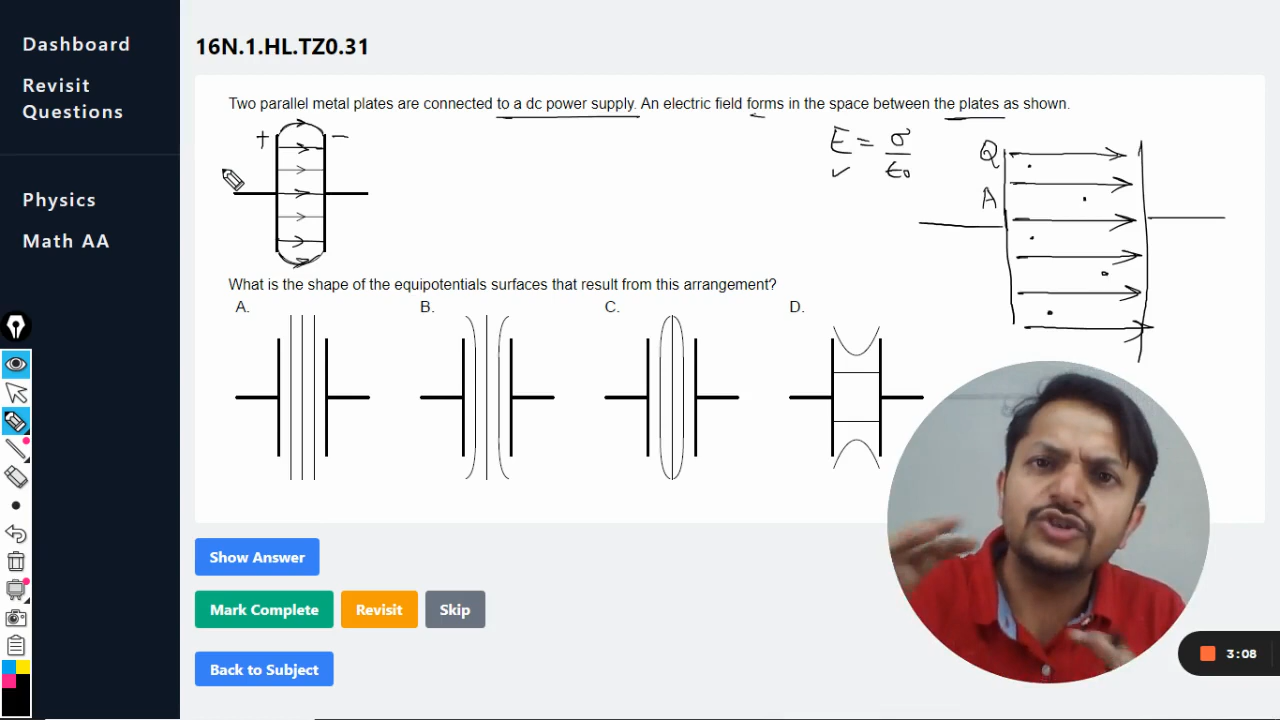 Dashboard
Revisit
Questions
Physics
Math AA
16N.1.HL.TZ0.31
Two parallel metal plates are connected to a dc power supply. An electric field forms in the space between the plates as shown.
+ −
E = σ
ε0
Q
A
What is the shape of the equipotentials surfaces that result from this arrangement?
A. B. C. D.
Show Answer
Mark Complete Revisit Skip
Back to Subject
3:08